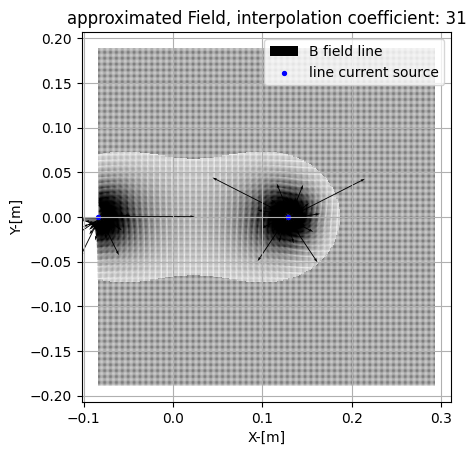 approximated Field, interpolation coefficient: 31
B field line
line current source
Y-[m]
0.20
0.15
0.10
0.05
0.00
−0.05
−0.10
−0.15
−0.20
−0.1
0.0
0.1
0.2
0.3
X-[m]